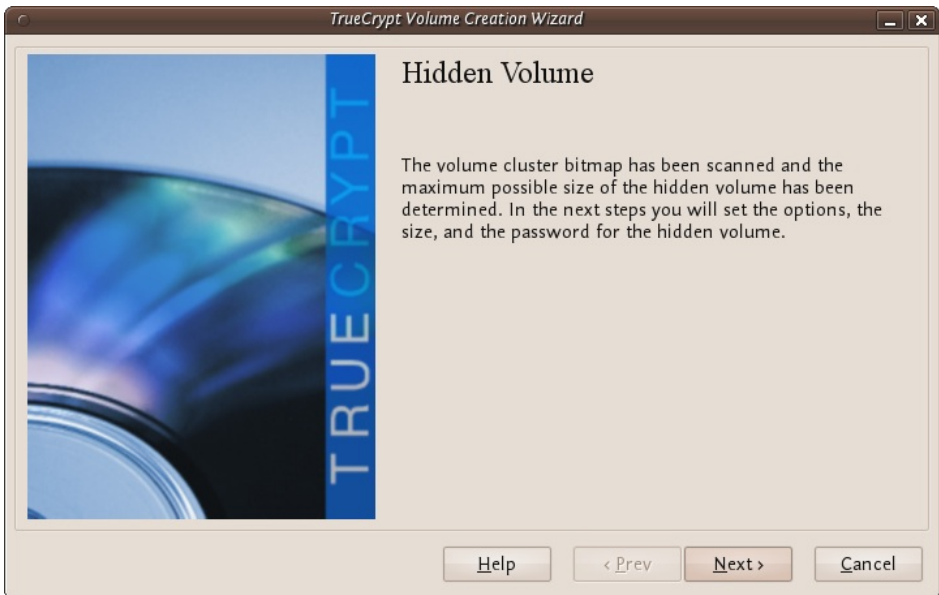 TrueCrypt Volume Creation Wizard
TRUECRYPT
Hidden Volume
The volume cluster bitmap has been scanned and the
maximum possible size of the hidden volume has been
determined. In the next steps you will set the options, the
size, and the password for the hidden volume.
Help
< Prev
Next >
Cancel